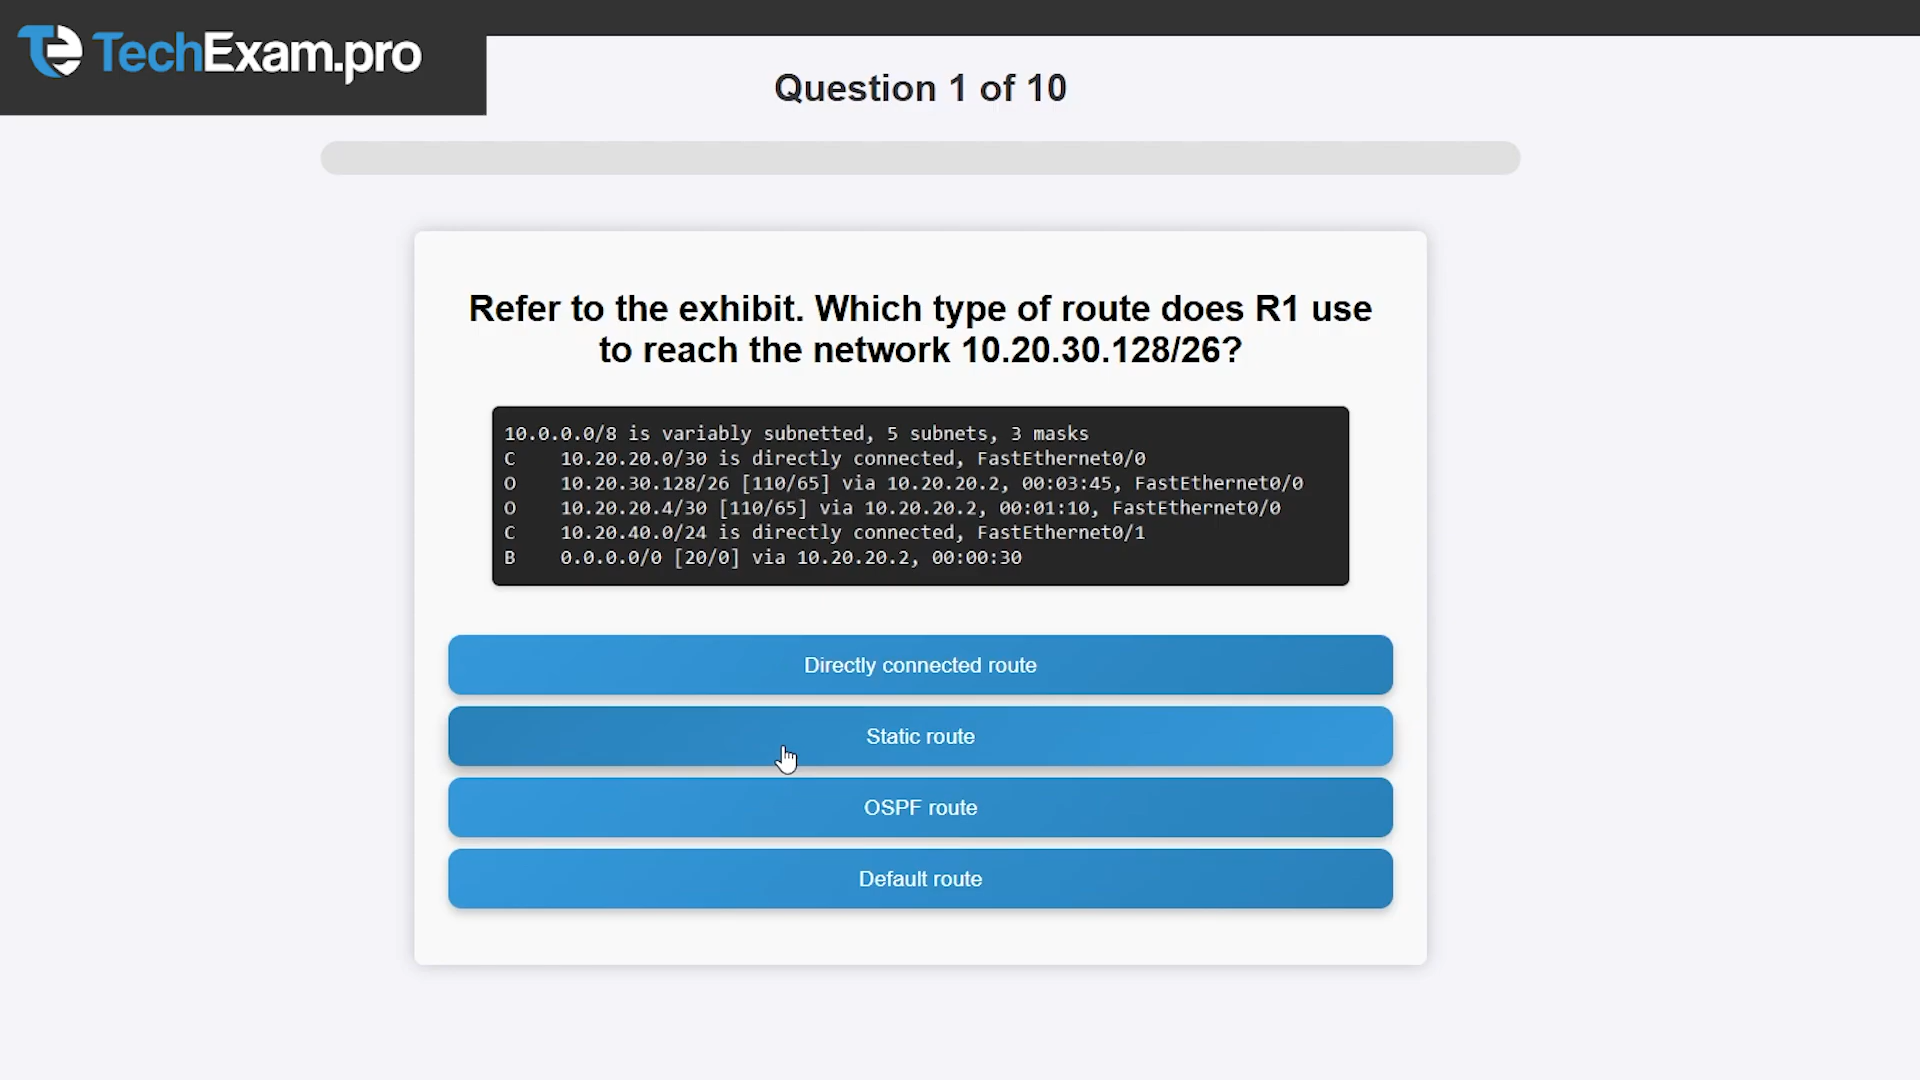 TechExam.pro
Question 1 of 10
Refer to the exhibit. Which type of route does R1 use
to reach the network 10.20.30.128/26?
10.0.0.0/8 is variably subnetted, 5 subnets, 3 masks
C    10.20.20.0/30 is directly connected, FastEthernet0/0
O    10.20.30.128/26 [110/65] via 10.20.20.2, 00:03:45, FastEthernet0/0
O    10.20.20.4/30 [110/65] via 10.20.20.2, 00:01:10, FastEthernet0/0
C    10.20.40.0/24 is directly connected, FastEthernet0/1
B    0.0.0.0/0 [20/0] via 10.20.20.2, 00:00:30
Directly connected route
Static route
OSPF route
Default route